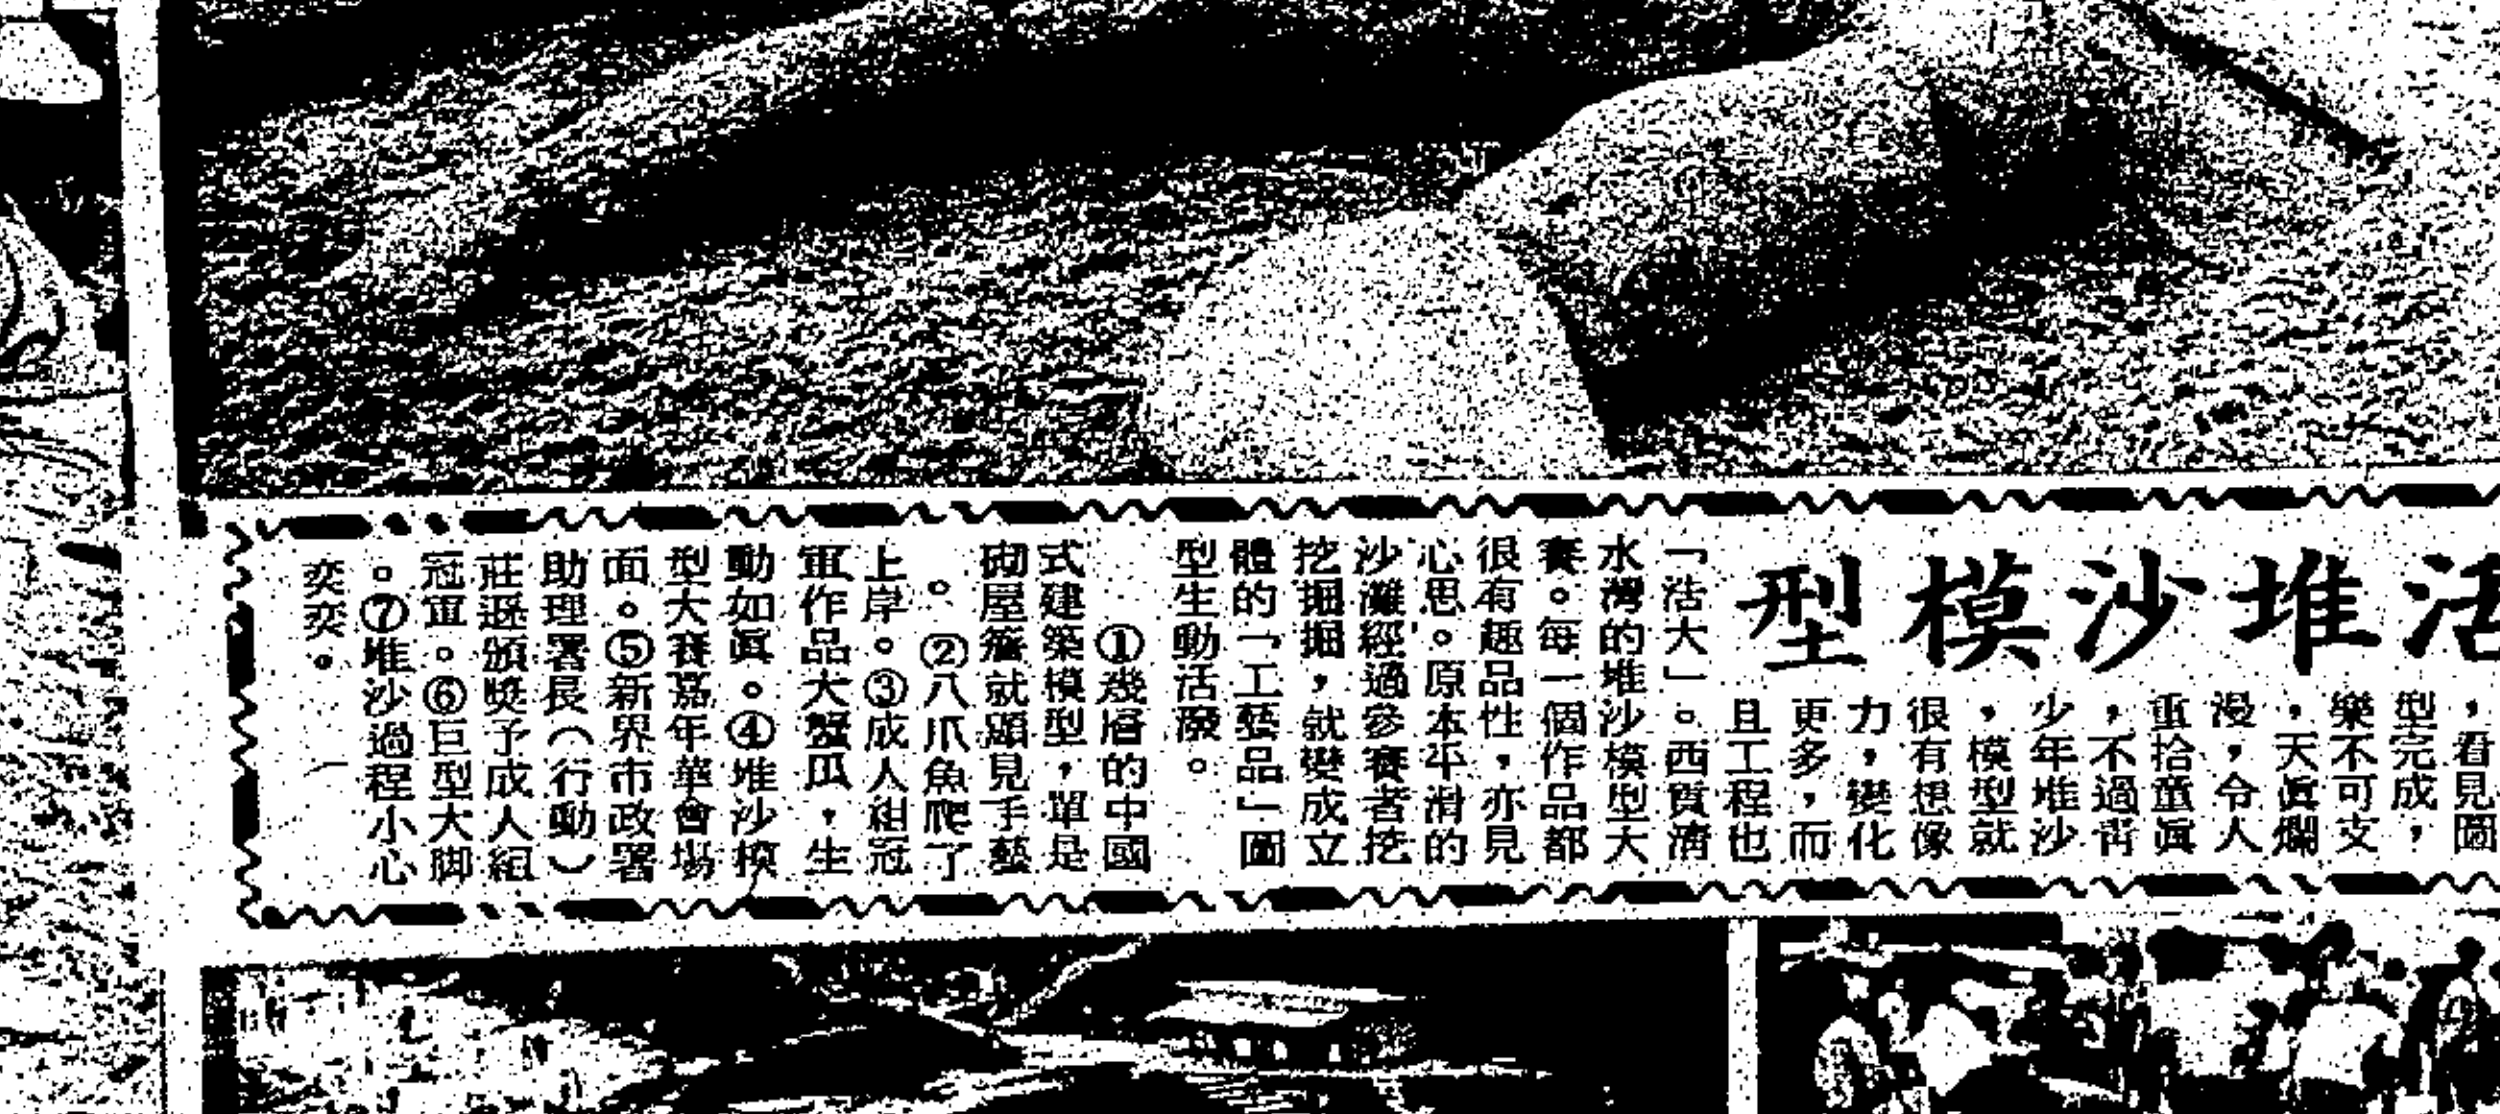 活堆沙模型
，看見圖
型完成，
樂不可支
，天眞爛
漫，令人
重拾童眞
，不過靑
少年堆沙
，模型就
很有想像
力，變化
更多，而
且工程也
「浩大」。西貢清
水灣的堆沙模型大
賽。每一個作品都
很有趣品性，亦見
心思。原本平滑的
沙灘經過參賽者挖
挖掘掘，就變成立
體的「工藝品」圖
型生動活潑。
①幾層的中國
式建築模型，單是
砌屋簷就顯見手藝
。②八爪魚爬了
上岸。③成人組冠
軍作品大蟹瓜，生
動如眞。④堆沙模
型大賽嘉年華會場
面。⑤新界市政署
助理署長（行動）
莊遜頒獎予成人組
冠軍。⑥巨型大脚
。⑦堆沙過程小心
奕奕。